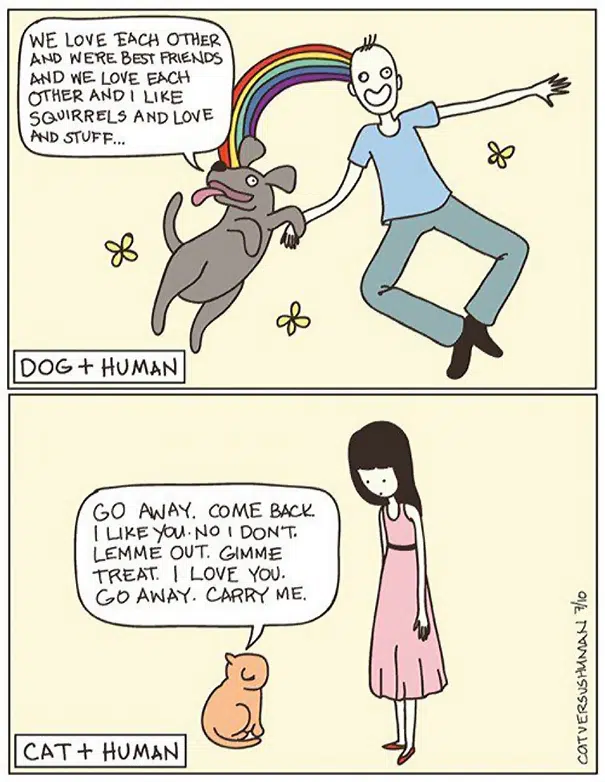 WE LOVE EACH OTHER
AND WE'RE BEST FRIENDS
AND WE LOVE EACH
OTHER AND I LIKE
SQUIRRELS AND LOVE
AND STUFF...
DOG + HUMAN
GO AWAY. COME BACK.
I LIKE YOU. NO I DON'T.
LEMME OUT. GIMME
TREAT. I LOVE YOU.
GO AWAY. CARRY ME.
CAT + HUMAN
CATVERSUSHUMAN 7/10